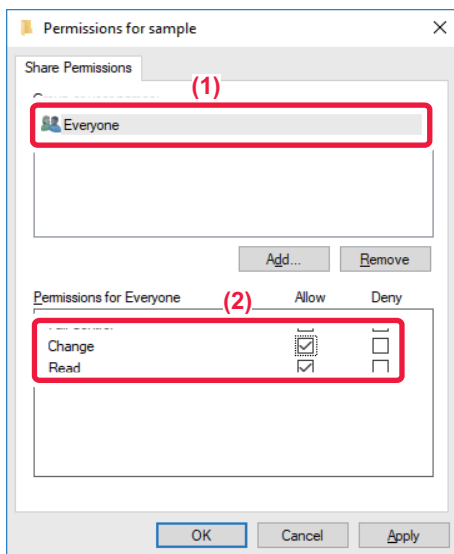 Permissions for sample
Share Permissions
(1)
Everyone
Add... Remove
Permissions for Everyone (2) Allow Deny
Change
Read
OK Cancel Apply